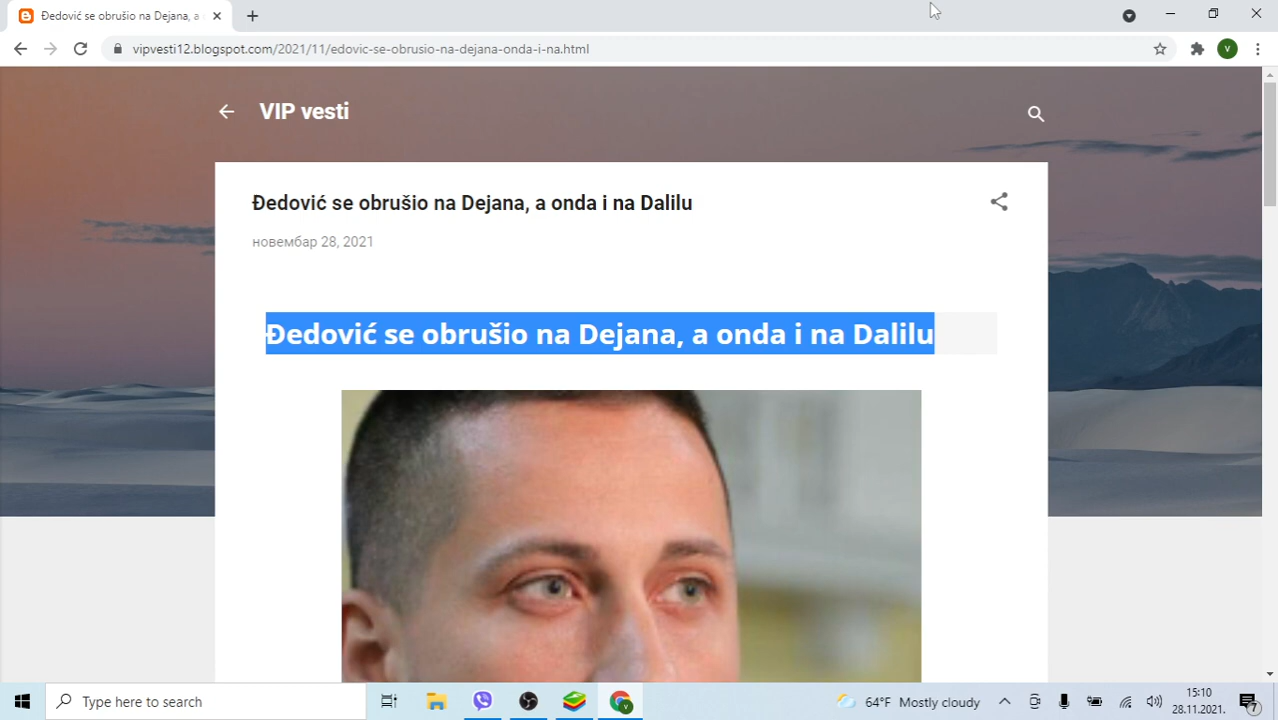 Đedović se obrušio na Dejana, a
vipvesti12.blogspot.com/2021/11/edovic-se-obrusio-na-dejana-onda-i-na.html
V
VIP vesti
Đedović se obrušio na Dejana, a onda i na Dalilu
новембар 28, 2021
Đedović se obrušio na Dejana, a onda i na Dalilu
Type here to search
V
64°F Mostly cloudy
15:10
28.11.2021.
7